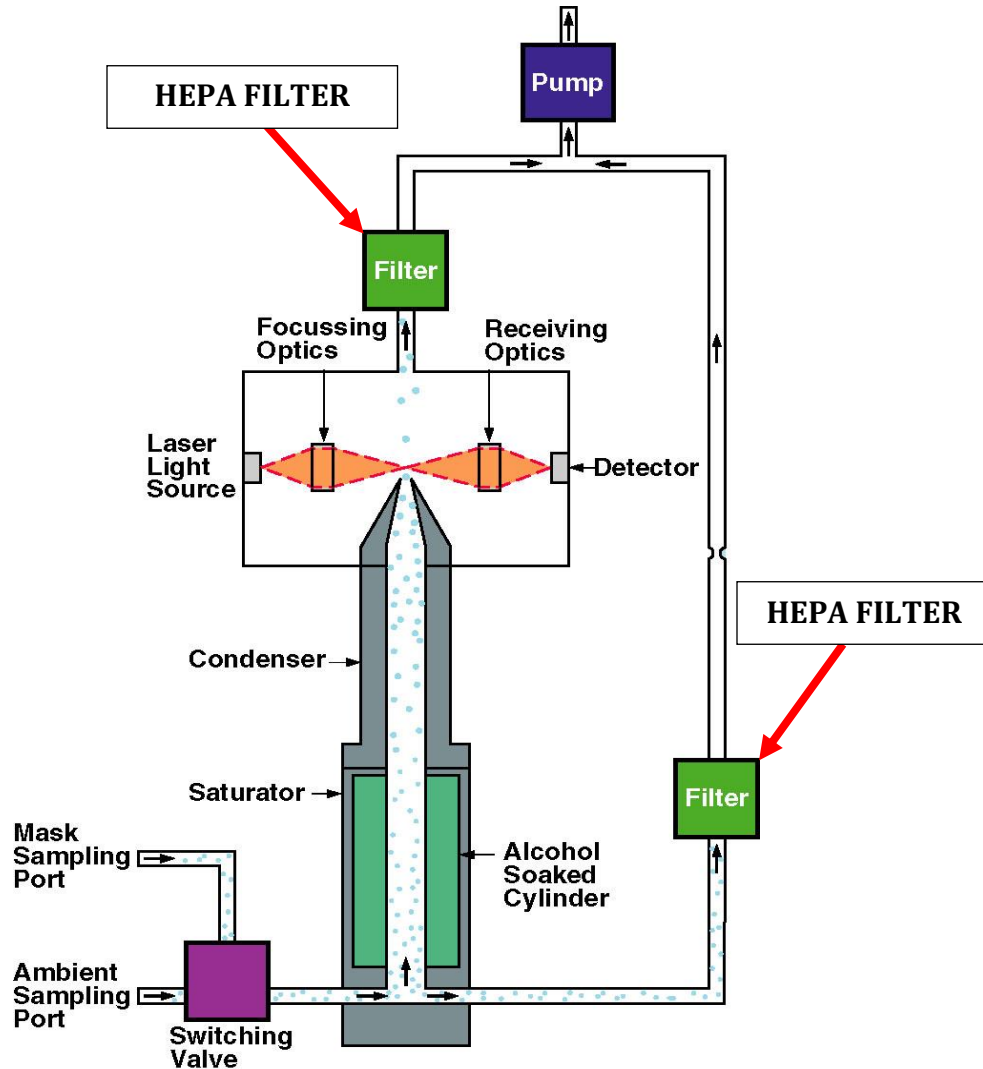 Pump
HEPA FILTER
Filter
Focussing
Optics
Receiving
Optics
Laser
Light
Source
Detector
HEPA FILTER
Condenser
Saturator
Filter
Mask
Sampling
Port
Alcohol
Soaked
Cylinder
Ambient
Sampling
Port
Switching
Valve